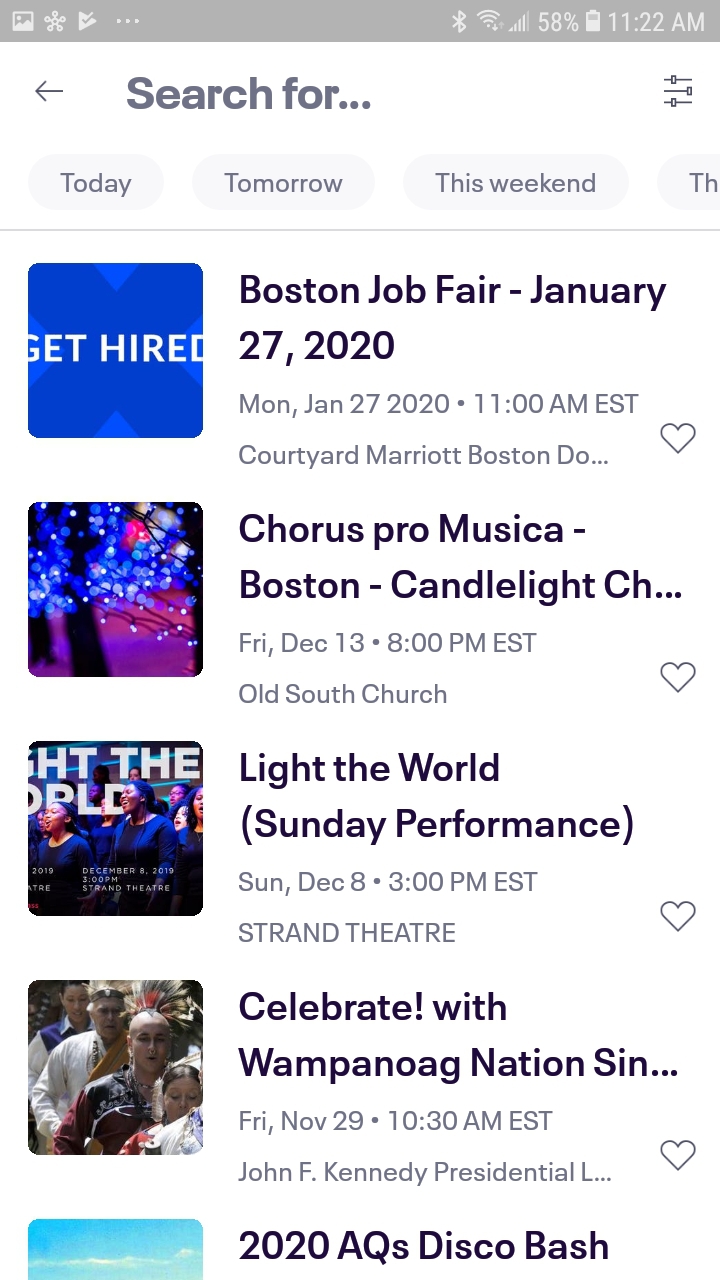 58% 11:22 AM
Search for...
Today Tomorrow This weekend Th
Boston Job Fair - January
27, 2020
GET HIRED
Mon, Jan 27 2020 • 11:00 AM EST
Courtyard Marriott Boston Do...
Chorus pro Musica -
Boston - Candlelight Ch...
Fri, Dec 13 • 8:00 PM EST
Old South Church
Light the World
GHT THE
ORLD
(Sunday Performance)
2019 DECEMBER 8, 2019
3:00PM
ATRE STRAND THEATRE
Sun, Dec 8 • 3:00 PM EST
STRAND THEATRE
Celebrate! with
Wampanoag Nation Sin...
Fri, Nov 29 • 10:30 AM EST
John F. Kennedy Presidential L...
2020 AQs Disco Bash